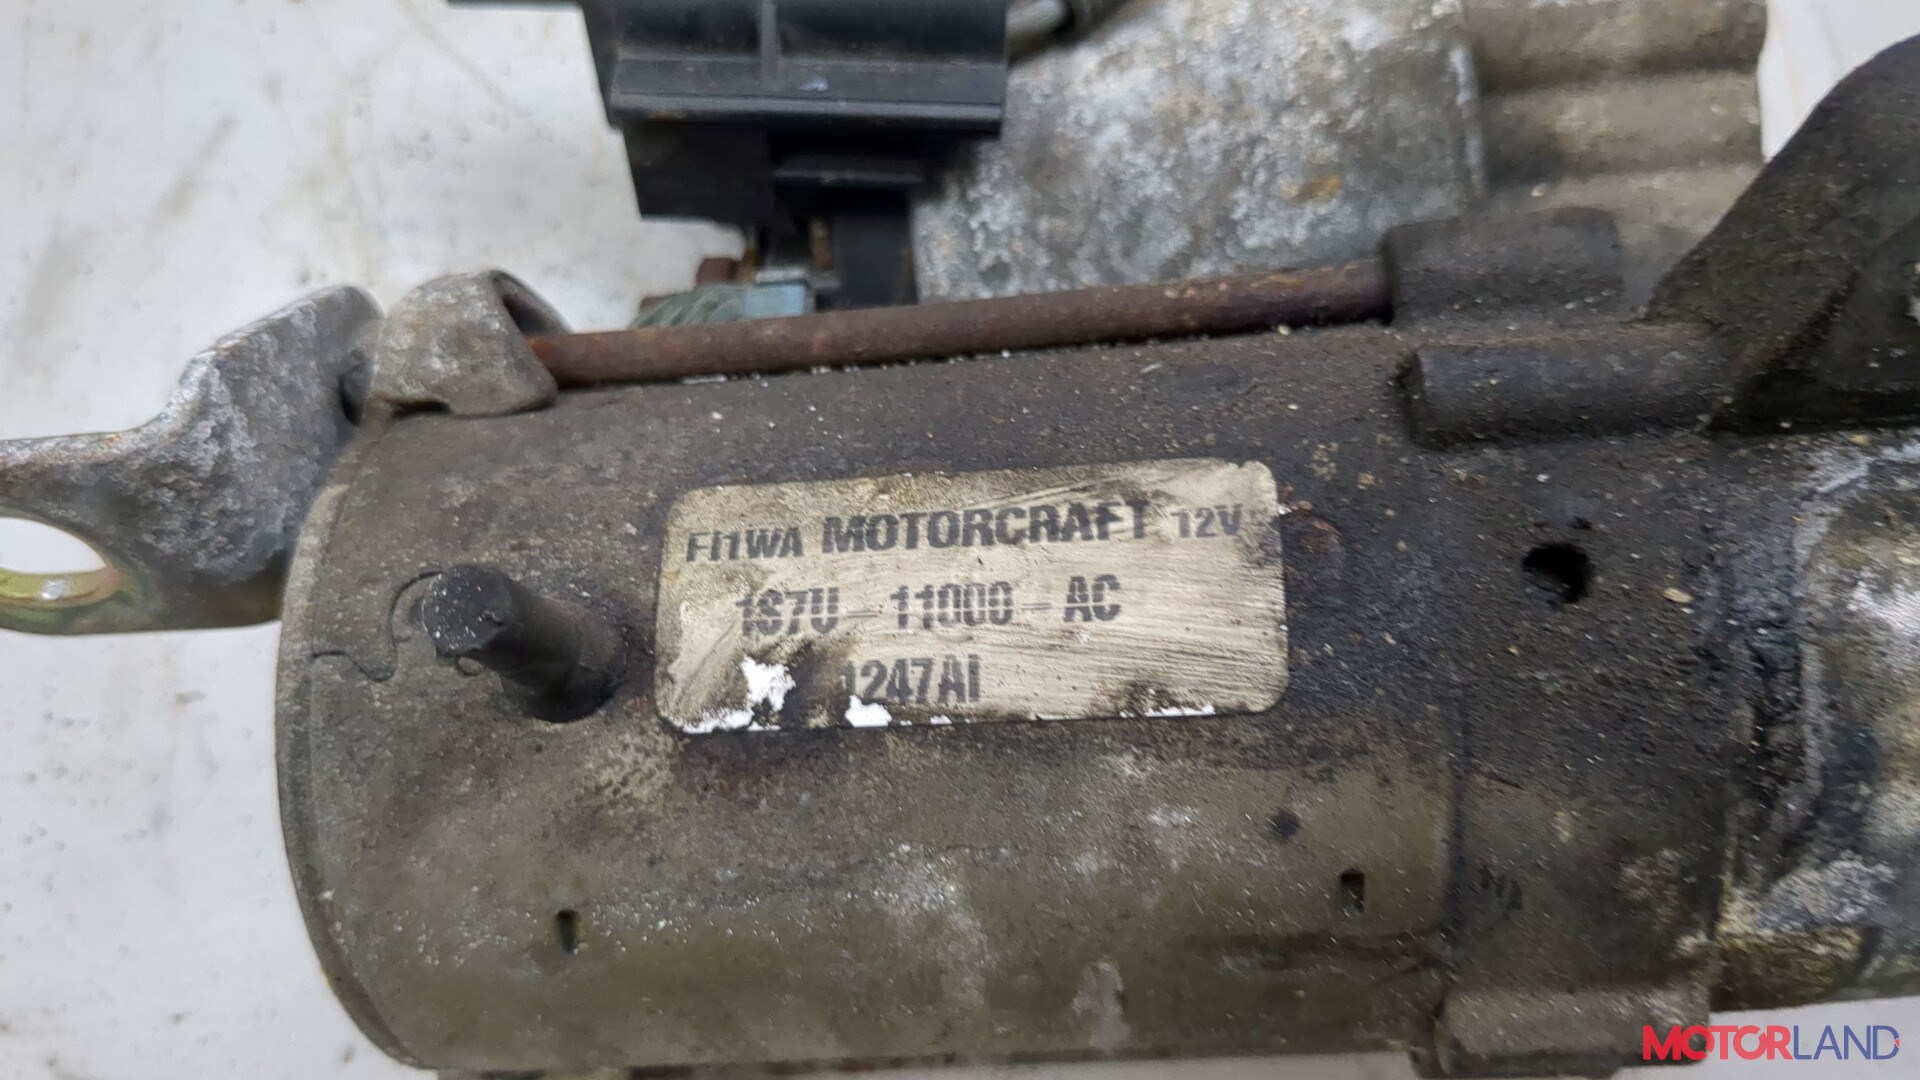 FI1WA MOTORCRAFT 12V
1S7U-11000-AC
1247AI
MOTORLAND